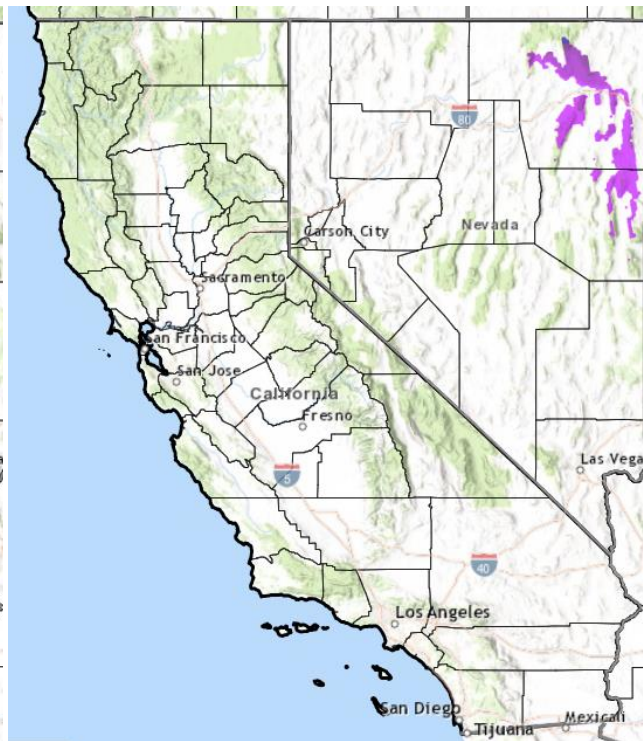 80
Carson City
Nevada
Sacramento
San Francisco
San Jose
California
Fresno
Las Vega
5
40
Los Angeles
San Diego
Tijuana
Mexicali